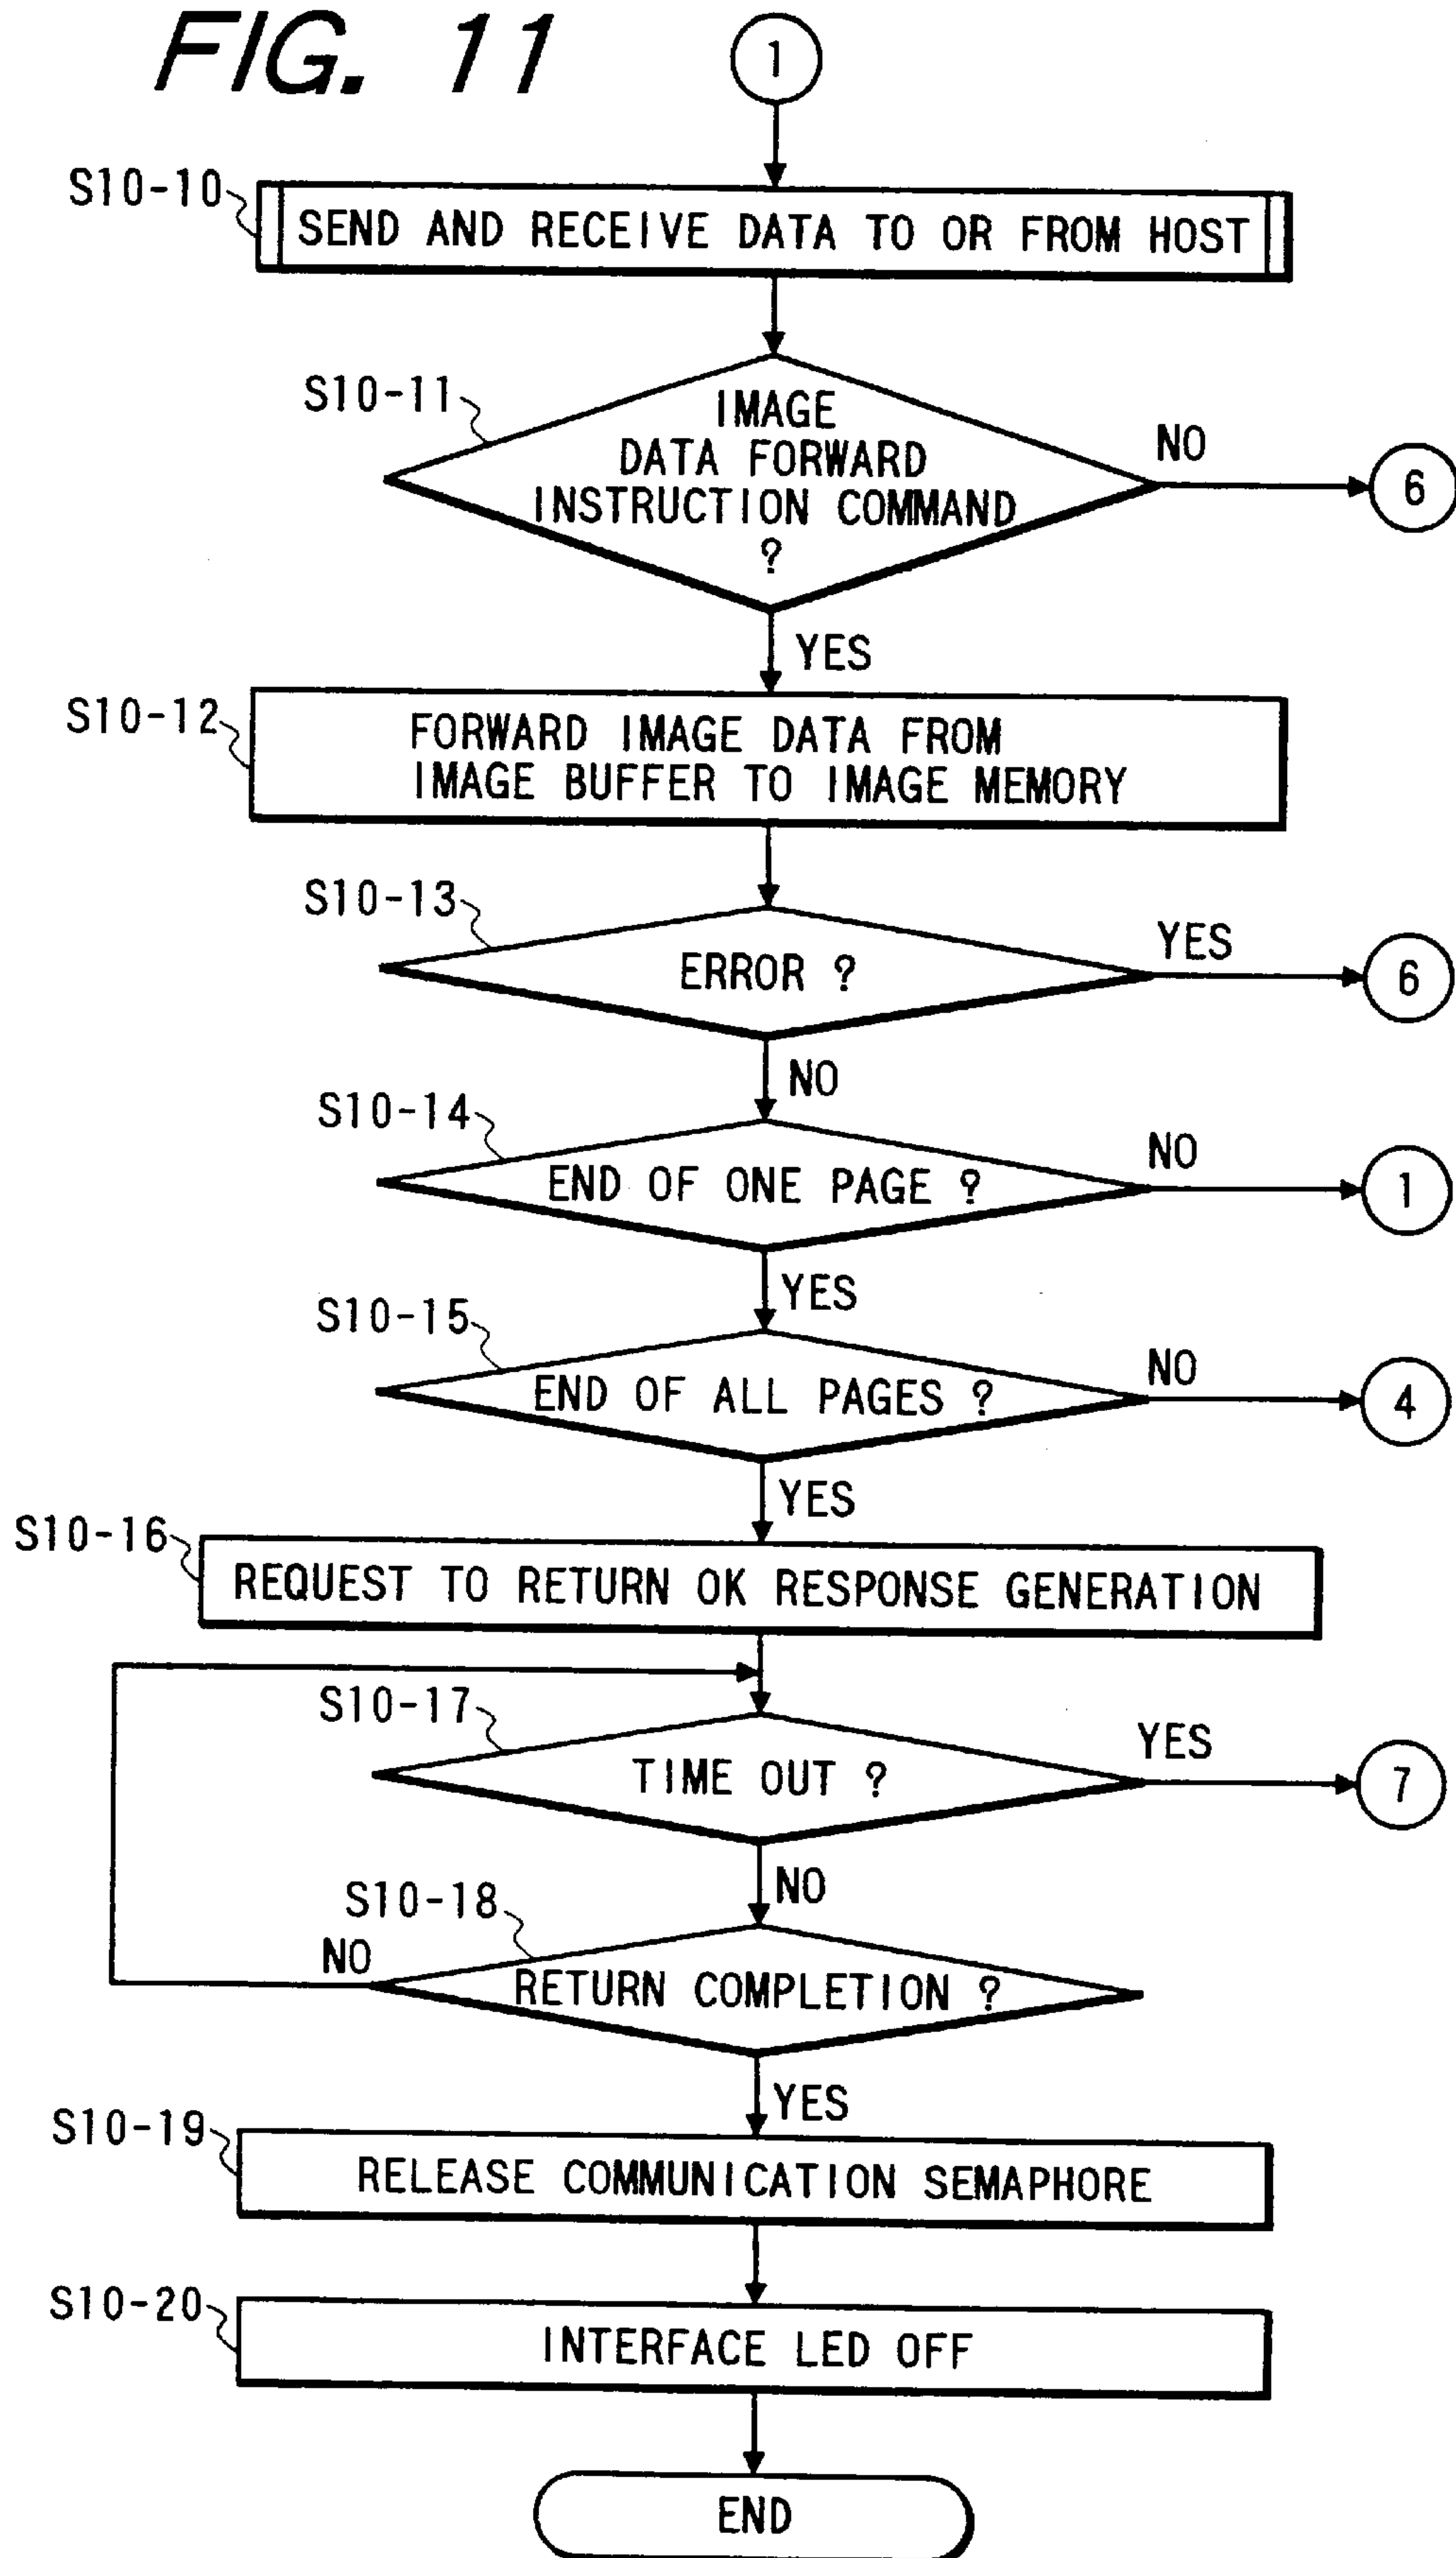 FIG. 11
1
S10-10
SEND AND RECEIVE DATA TO OR FROM HOST
S10-11
IMAGE
DATA FORWARD
INSTRUCTION COMMAND
?
NO
6
YES
S10-12
FORWARD IMAGE DATA FROM
IMAGE BUFFER TO IMAGE MEMORY
S10-13
ERROR ?
YES
6
NO
S10-14
END OF ONE PAGE ?
NO
1
YES
S10-15
END OF ALL PAGES ?
NO
4
YES
S10-16
REQUEST TO RETURN OK RESPONSE GENERATION
S10-17
TIME OUT ?
YES
7
NO
S10-18
NO
RETURN COMPLETION ?
YES
S10-19
RELEASE COMMUNICATION SEMAPHORE
S10-20
INTERFACE LED OFF
END